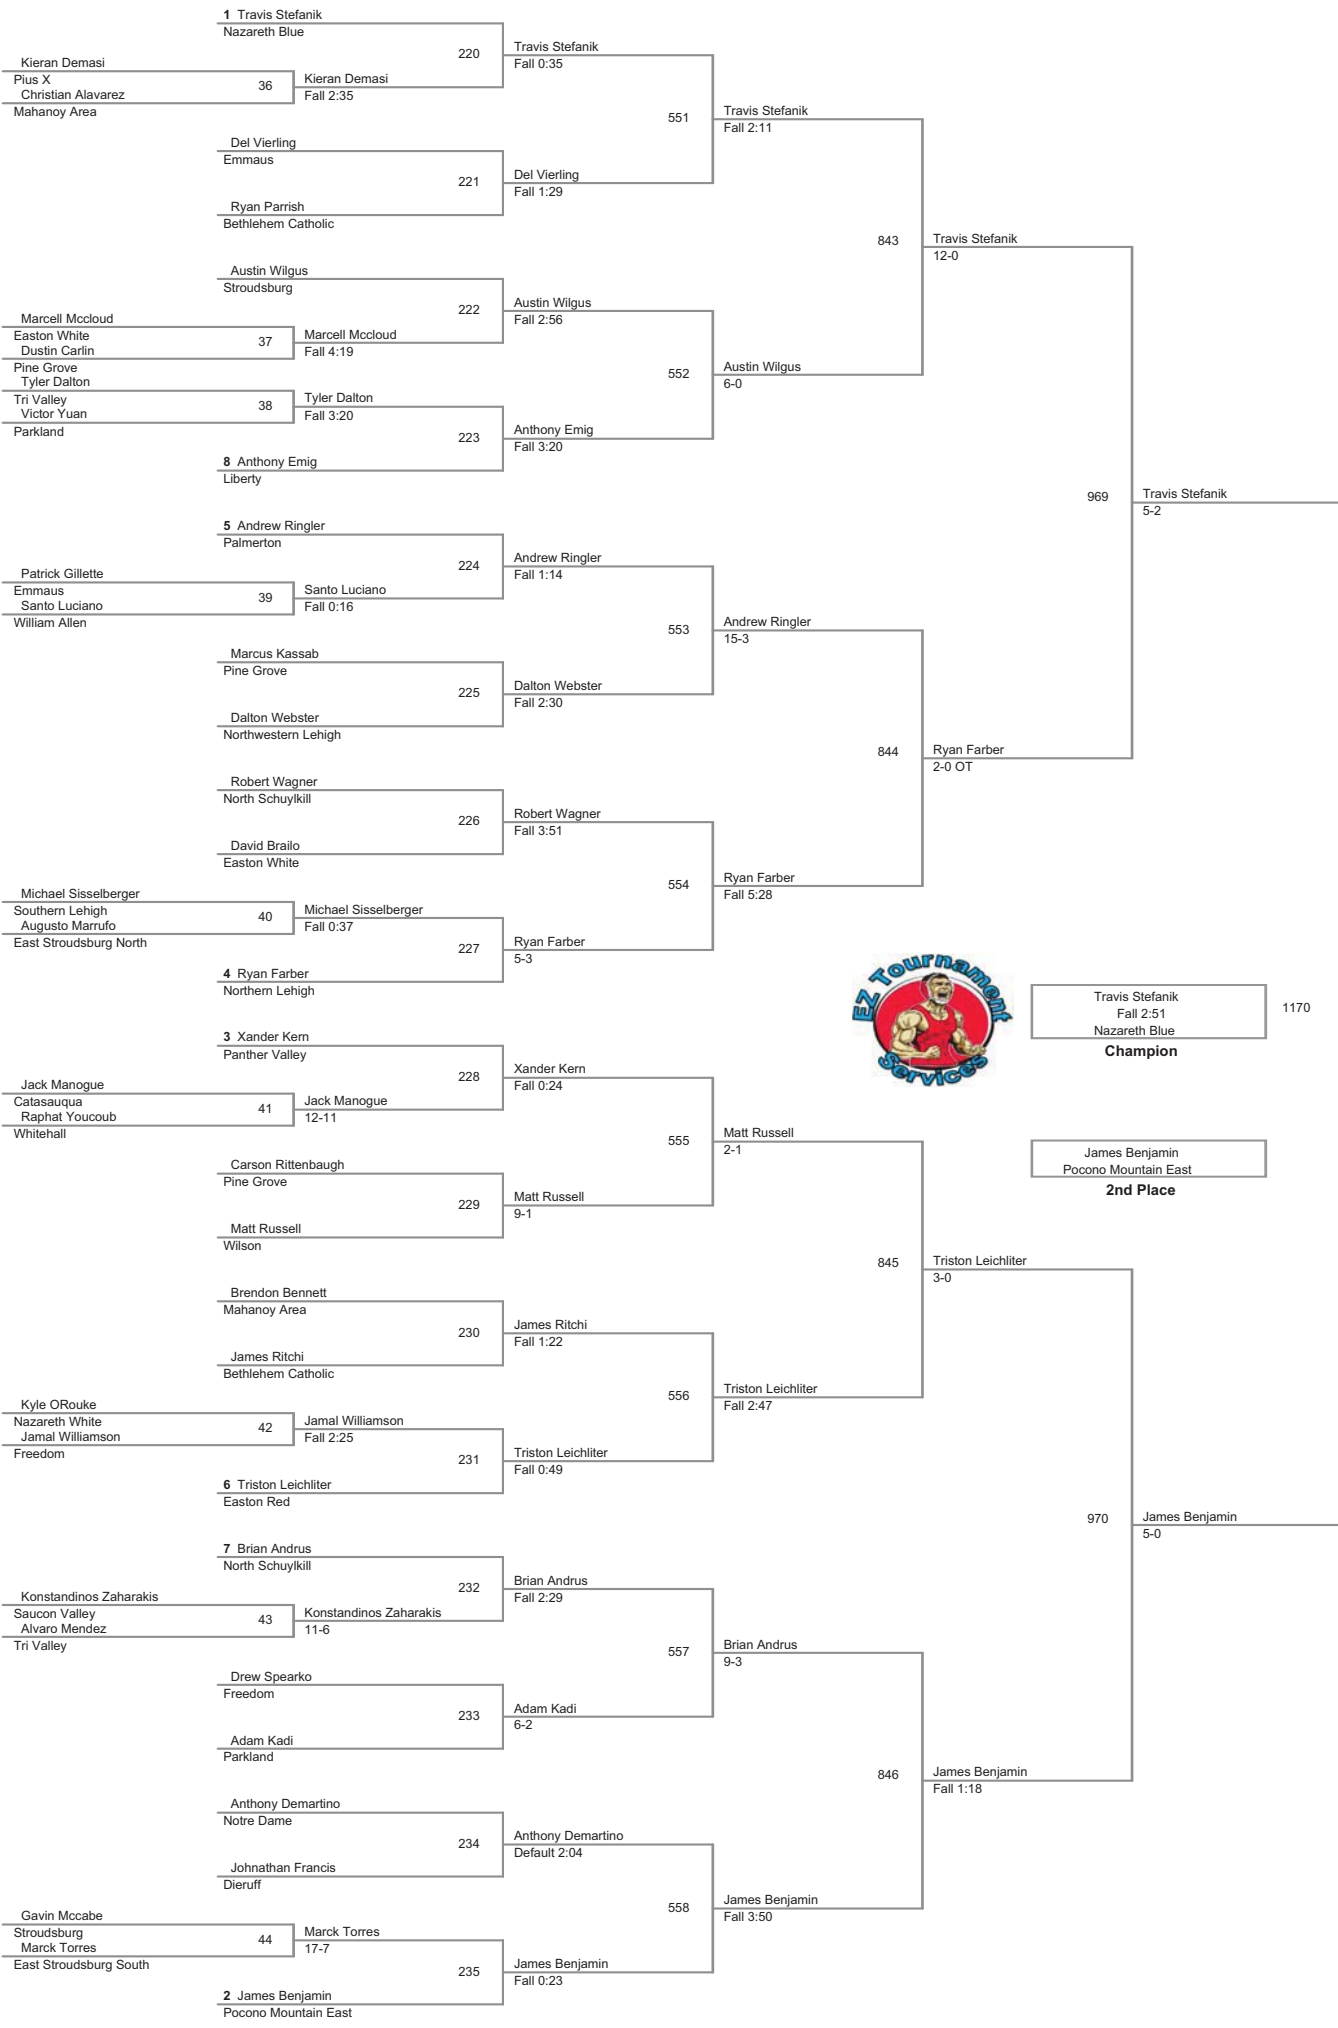 1 Travis Stefanik
Nazareth Blue
220
Travis Stefanik
Fall 0:35
Kieran Demasi
Pius X
36
Kieran Demasi
Fall 2:35
Christian Alavarez
Mahanoy Area
551
Travis Stefanik
Fall 2:11
Del Vierling
Emmaus
221
Del Vierling
Fall 1:29
Ryan Parrish
Bethlehem Catholic
843
Travis Stefanik
12-0
Austin Wilgus
Stroudsburg
222
Austin Wilgus
Fall 2:56
Marcell Mccloud
Easton White
37
Marcell Mccloud
Fall 4:19
Dustin Carlin
Pine Grove
552
Austin Wilgus
6-0
Tyler Dalton
Tri Valley
38
Tyler Dalton
Fall 3:20
Victor Yuan
Parkland
223
Anthony Emig
Fall 3:20
8 Anthony Emig
Liberty
969
Travis Stefanik
5-2
5 Andrew Ringler
Palmerton
224
Andrew Ringler
Fall 1:14
Patrick Gillette
Emmaus
39
Santo Luciano
Fall 0:16
Santo Luciano
William Allen
553
Andrew Ringler
15-3
Marcus Kassab
Pine Grove
225
Dalton Webster
Fall 2:30
Dalton Webster
Northwestern Lehigh
844
Ryan Farber
2-0 OT
Robert Wagner
North Schuylkill
226
Robert Wagner
Fall 3:51
David Brailo
Easton White
554
Ryan Farber
Fall 5:28
Michael Sisselberger
Southern Lehigh
40
Michael Sisselberger
Fall 0:37
Augusto Marrufo
East Stroudsburg North
227
Ryan Farber
5-3
4 Ryan Farber
Northern Lehigh
EZ Tournament
Services
Travis Stefanik
Fall 2:51
Nazareth Blue
1170
Champion
3 Xander Kern
Panther Valley
228
Xander Kern
Fall 0:24
Jack Manogue
Catasauqua
41
Jack Manogue
12-11
Raphat Youcoub
Whitehall
555
Matt Russell
2-1
James Benjamin
Pocono Mountain East
2nd Place
Carson Rittenbaugh
Pine Grove
229
Matt Russell
9-1
Matt Russell
Wilson
845
Triston Leichliter
3-0
Brendon Bennett
Mahanoy Area
230
James Ritchi
Fall 1:22
James Ritchi
Bethlehem Catholic
556
Triston Leichliter
Fall 2:47
Kyle ORouke
Nazareth White
42
Jamal Williamson
Fall 2:25
Jamal Williamson
Freedom
231
Triston Leichliter
Fall 0:49
6 Triston Leichliter
Easton Red
970
James Benjamin
5-0
7 Brian Andrus
North Schuylkill
232
Brian Andrus
Fall 2:29
Konstandinos Zaharakis
Saucon Valley
43
Konstandinos Zaharakis
11-6
Alvaro Mendez
Tri Valley
557
Brian Andrus
9-3
Drew Spearko
Freedom
233
Adam Kadi
6-2
Adam Kadi
Parkland
846
James Benjamin
Fall 1:18
Anthony Demartino
Notre Dame
234
Anthony Demartino
Default 2:04
Johnathan Francis
Dieruff
558
James Benjamin
Fall 3:50
Gavin Mccabe
Stroudsburg
44
Marck Torres
17-7
Marck Torres
East Stroudsburg South
235
James Benjamin
Fall 0:23
2 James Benjamin
Pocono Mountain East